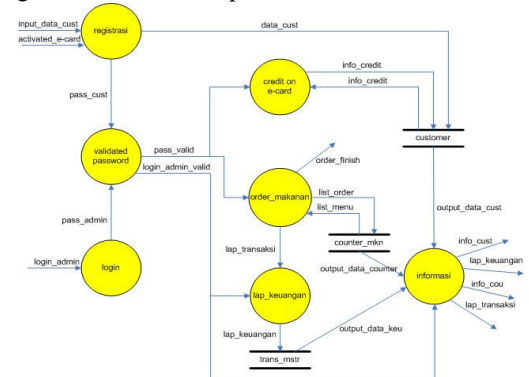 input_data_cust
activated_e-card
registrasi
data_cust
info_credit
info_credit
credit on
e-card
pass_cust
customer
validated
password
pass_valid
login_admin_valid
order_finish
order_makanan
list_order
list_menu
output_data_cust
pass_admin
counter_mkn
info_cust
lap_keuangan
login_admin
login
lap_transaksi
output_data_counter
informasi
info_cou
lap_transaksi
lap_keuangan
lap_keuangan
output_data_keu
trans_mstr